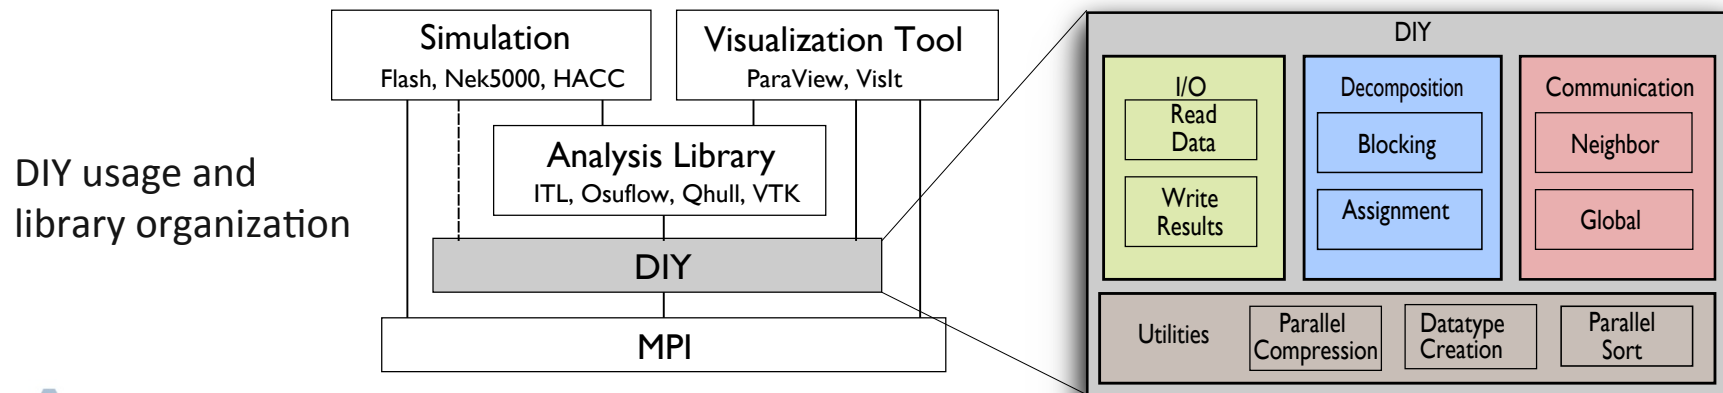 DIY usage and
library organization
Simulation
Flash, Nek5000, HACC
Visualization Tool
ParaView, VisIt
Analysis Library
ITL, Osuflow, Qhull, VTK
DIY
MPI
DIY
I/O
Read
Data
Write
Results
Decomposition
Blocking
Assignment
Communication
Neighbor
Global
Utilities
Parallel
Compression
Datatype
Creation
Parallel
Sort